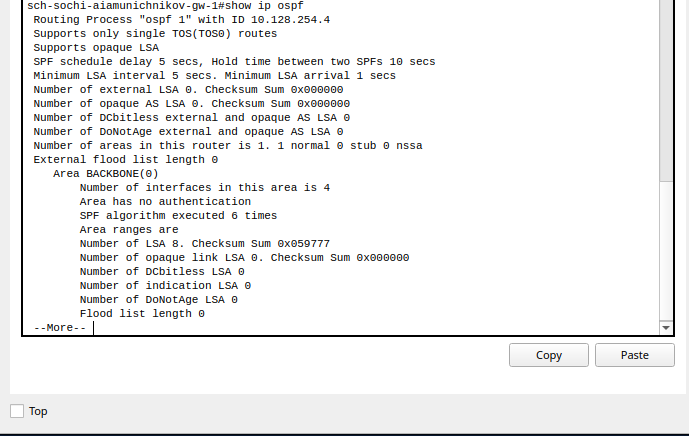 sch-sochi-aiamunichnikov-gw-1#show ip ospf
Routing Process "ospf 1" with ID 10.128.254.4
Supports only single TOS(TOS0) routes
Supports opaque LSA
SPF schedule delay 5 secs, Hold time between two SPFs 10 secs
Minimum LSA interval 5 secs. Minimum LSA arrival 1 secs
Number of external LSA 0. Checksum Sum 0x000000
Number of opaque AS LSA 0. Checksum Sum 0x000000
Number of DCbitless external and opaque AS LSA 0
Number of DoNotAge external and opaque AS LSA 0
Number of areas in this router is 1. 1 normal 0 stub 0 nssa
External flood list length 0
Area BACKBONE(0)
Number of interfaces in this area is 4
Area has no authentication
SPF algorithm executed 6 times
Area ranges are
Number of LSA 8. Checksum Sum 0x059777
Number of opaque link LSA 0. Checksum Sum 0x000000
Number of DCbitless LSA 0
Number of indication LSA 0
Number of DoNotAge LSA 0
Flood list length 0
--More--
Copy Paste
Top